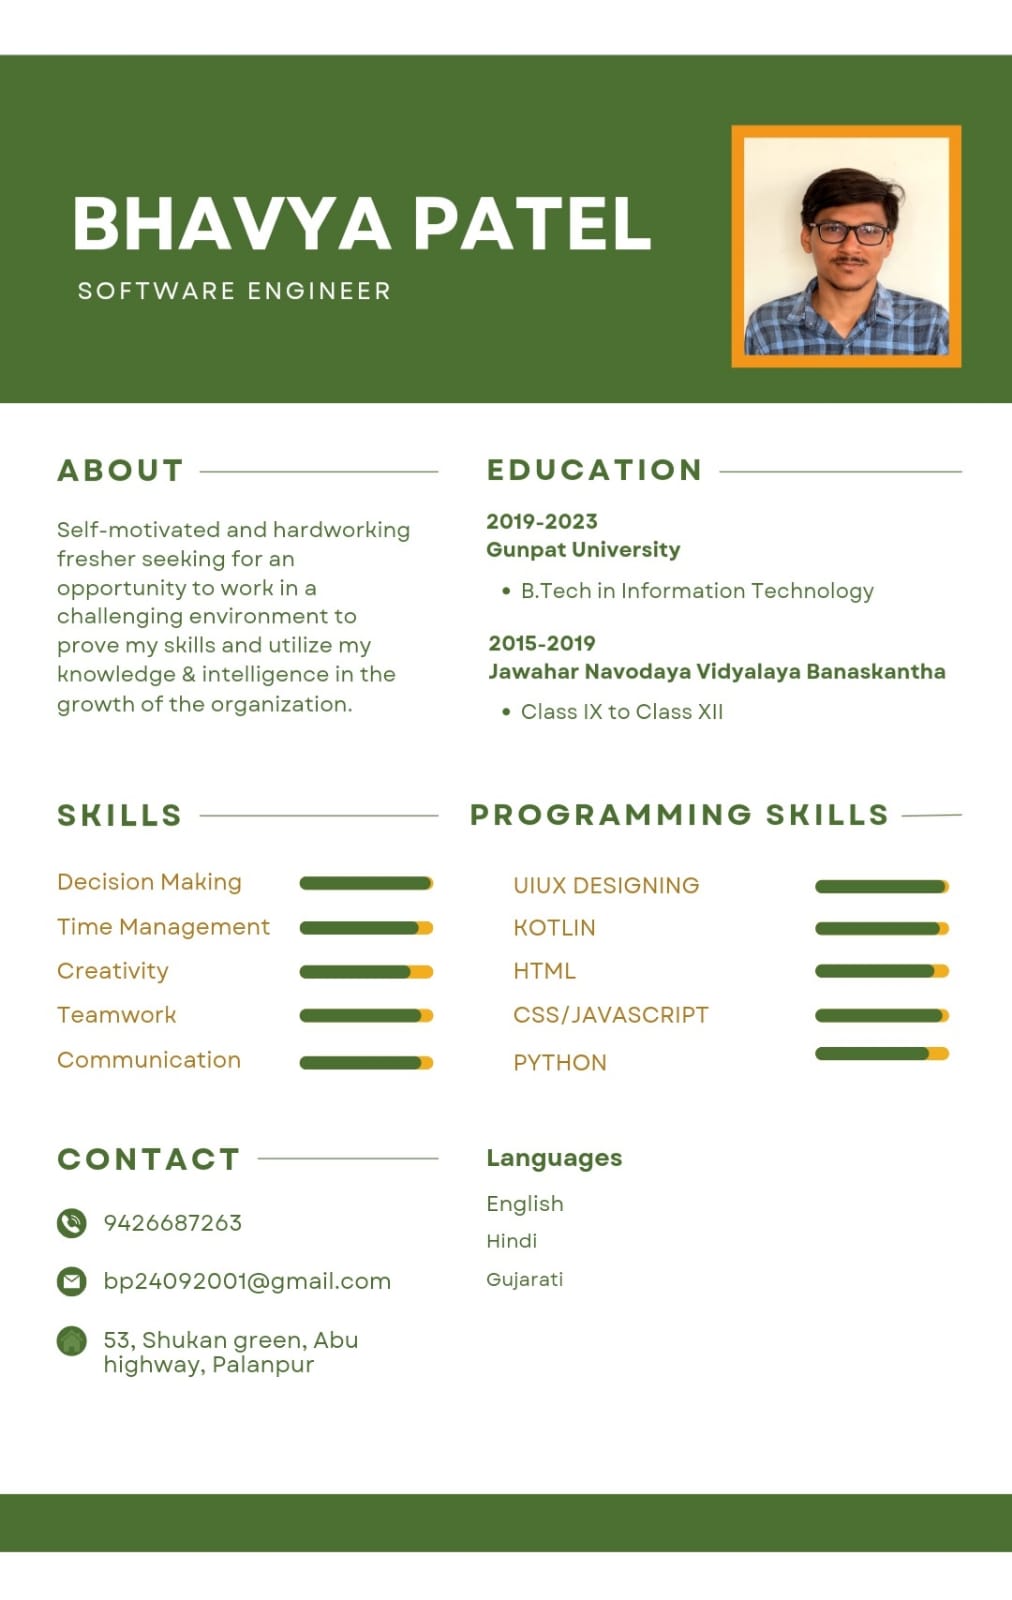 BHAVYA PATEL
SOFTWARE ENGINEER
ABOUT
Self-motivated and hardworking
fresher seeking for an
opportunity to work in a
challenging environment to
prove my skills and utilize my
knowledge & intelligence in the
growth of the organization.
EDUCATION
2019-2023
Gunpat University
• B.Tech in Information Technology
2015-2019
Jawahar Navodaya Vidyalaya Banaskantha
• Class IX to Class XII
SKILLS
Decision Making
Time Management
Creativity
Teamwork
Communication
PROGRAMMING SKILLS
UIUX DESIGNING
KOTLIN
HTML
CSS/JAVASCRIPT
PYTHON
CONTACT
9426687263
bp24092001@gmail.com
53, Shukan green, Abu
highway, Palanpur
Languages
English
Hindi
Gujarati